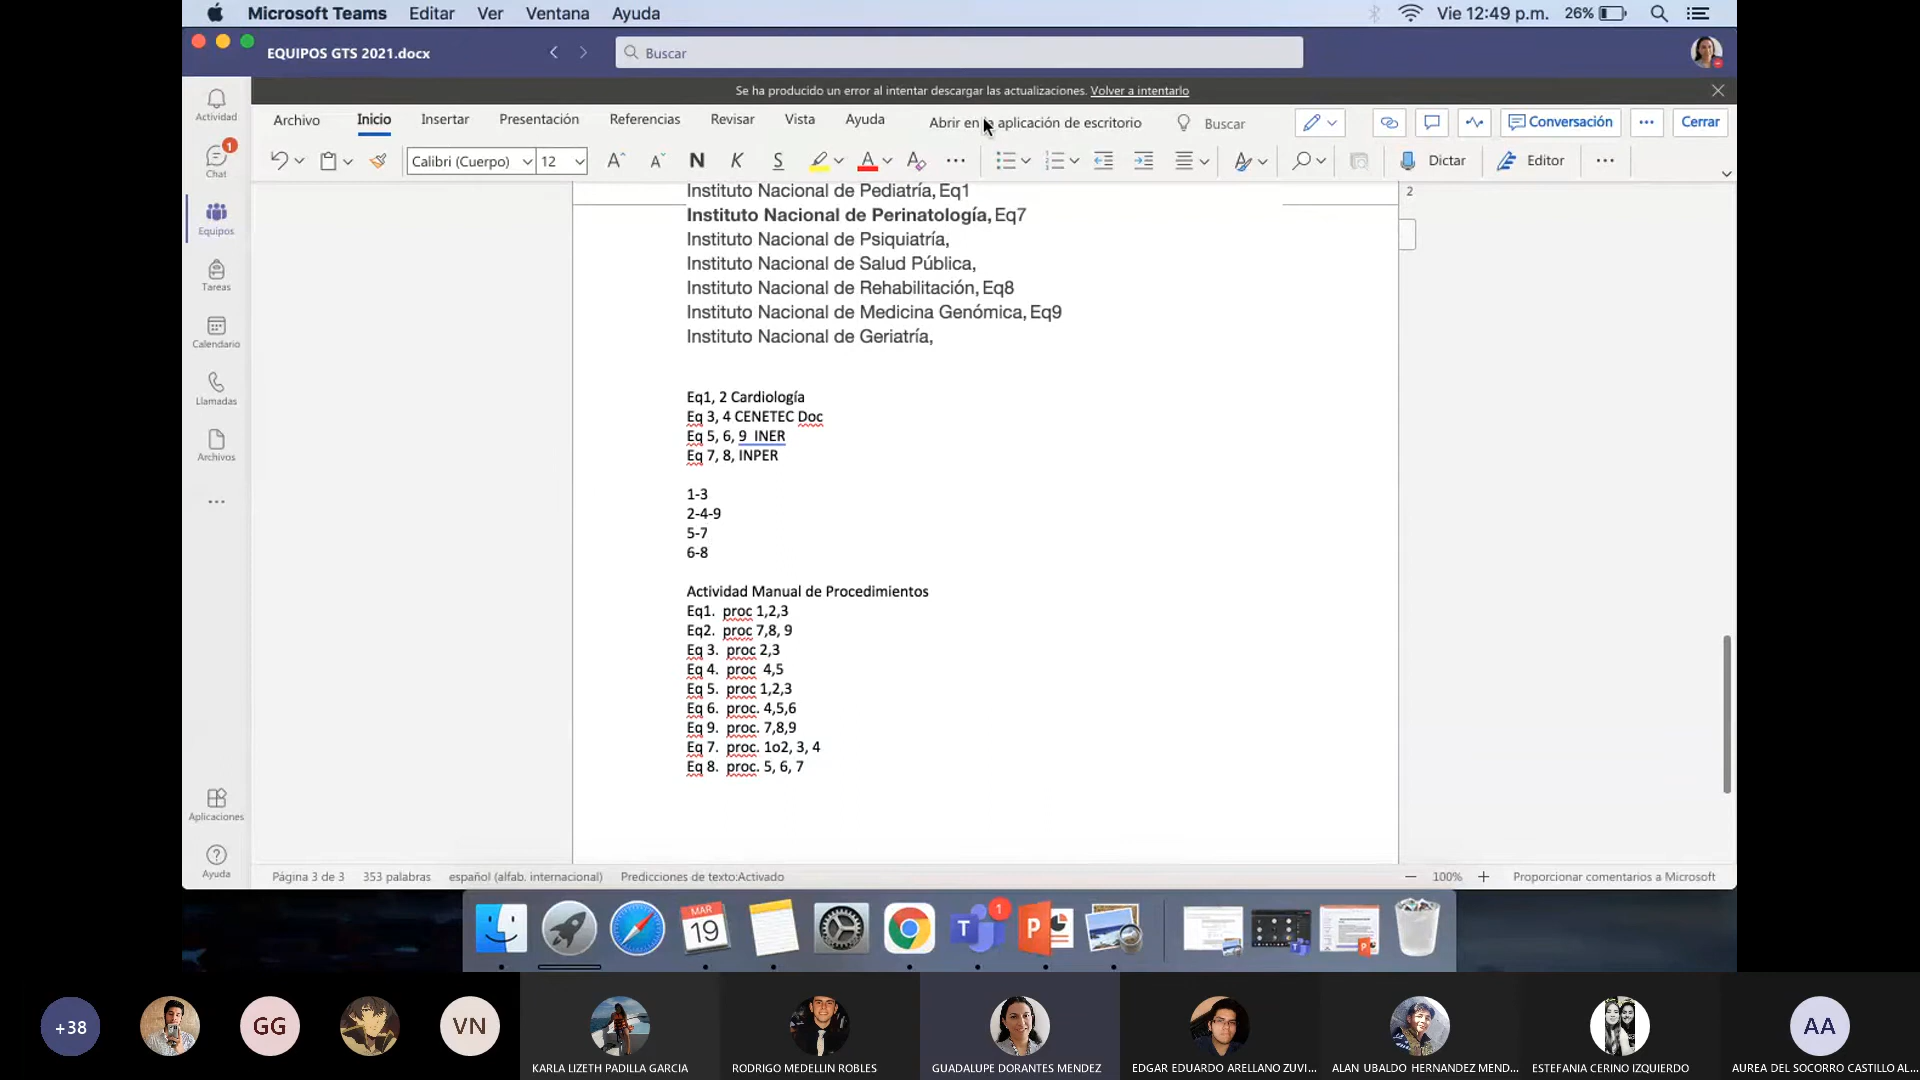 Microsoft Teams Editar Ver Ventana Ayuda Vie 12:49 p.m. 26%
EQUIPOS GTS 2021.docx Buscar
Se ha producido un error al intentar descargar las actualizaciones. Volver a intentarlo
Actividad
1
Chat
Equipos
Tareas
Calendario
Llamadas
Archivos
Aplicaciones
Ayuda
Archivo Inicio Insertar Presentación Referencias Revisar Vista Ayuda Abrir en aplicación de escritorio Buscar Conversación Cerrar
Calibri (Cuerpo) 12 N K S A Dictar Editor
2
Instituto Nacional de Pediatría, Eq1
Instituto Nacional de Perinatología, Eq7
Instituto Nacional de Psiquiatría,
Instituto Nacional de Salud Pública,
Instituto Nacional de Rehabilitación, Eq8
Instituto Nacional de Medicina Genómica, Eq9
Instituto Nacional de Geriatría,
Eq1, 2 Cardiología
Eq 3, 4 CENETEC Doc
Eq 5, 6, 9 INER
Eq 7, 8, INPER
1-3
2-4-9
5-7
6-8
Actividad Manual de Procedimientos
Eq1. proc 1,2,3
Eq2. proc 7,8, 9
Eq 3. proc 2,3
Eq 4. proc 4,5
Eq 5. proc 1,2,3
Eq 6. proc. 4,5,6
Eq 9. proc. 7,8,9
Eq 7. proc. 1o2, 3, 4
Eq 8. proc. 5, 6, 7
Página 3 de 3 353 palabras español (alfab. internacional) Predicciones de texto:Activado 100% Proporcionar comentarios a Microsoft
MAR
19
T
1
P
+38 GG VN AA
KARLA LIZETH PADILLA GARCIA RODRIGO MEDELLIN ROBLES GUADALUPE DORANTES MENDEZ EDGAR EDUARDO ARELLANO ZUVI... ALAN UBALDO HERNANDEZ MEND... ESTEFANIA CERINO IZQUIERDO AUREA DEL SOCORRO CASTILLO AL...